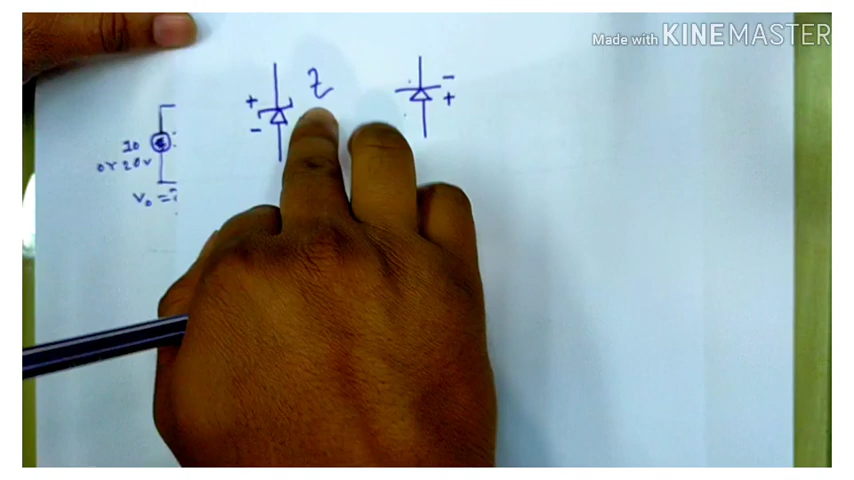 Made with KINEMASTER
+ z -
- +
10
or 20v
V₀ = ?